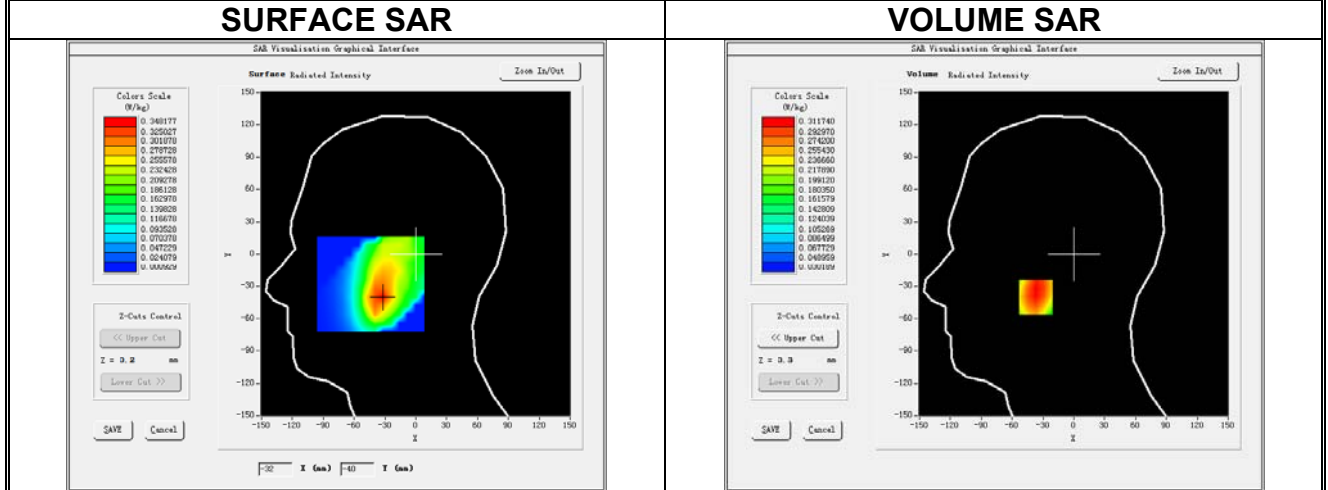 SURFACE SAR
SAR Visualisation Graphical Interface
Surface Radiated Intensity
Zoom In/Out
Colors Scale
(W/kg)
0.348177
0.325027
0.301878
0.278728
0.255578
0.232428
0.209278
0.186128
0.162978
0.139828
0.116678
0.093528
0.070378
0.047229
0.024079
0.000929
Z-Cuts Control
<< Upper Cut
Z = 3.2 mm
Lower Cut >>
SAVE Cancel
150
120
90
60
30
0
-30
-60
-90
-120
-150
Y
-150 -120 -90 -60 -30 0 30 60 90 120 150
X
-32 X (mm) -40 Y (mm)
VOLUME SAR
SAR Visualisation Graphical Interface
Volume Radiated Intensity
Zoom In/Out
Colors Scale
(W/kg)
0.311740
0.292970
0.274200
0.255430
0.236660
0.217890
0.199120
0.180350
0.161579
0.142809
0.124039
0.105269
0.086499
0.067729
0.048959
0.030189
Z-Cuts Control
<< Upper Cut
Z = 3.3 mm
Lower Cut >>
SAVE Cancel
150
120
90
60
30
0
-30
-60
-90
-120
-150
Y
-150 -120 -90 -60 -30 0 30 60 90 120 150
X